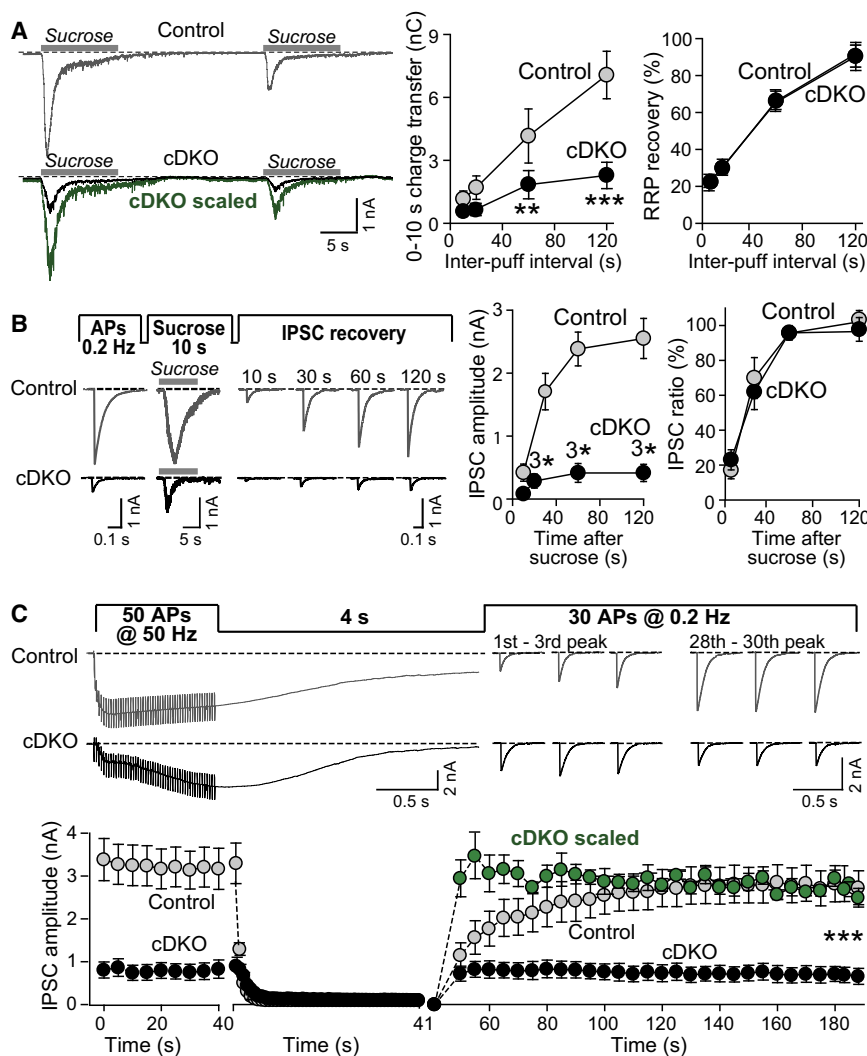 A
Sucrose Control Sucrose
Sucrose cDKO Sucrose
cDKO scaled
5 s
1 nA
0-10 s charge transfer (nC)
9
6
3
0
Control
cDKO
** ***
0 40 80 120
Inter-puff interval (s)
RRP recovery (%)
100
80
60
40
20
0
Control
cDKO
0 40 80 120
Inter-puff interval (s)
B
APs
0.2 Hz
Sucrose
10 s
IPSC recovery
Sucrose
Control
10 s 30 s 60 s 120 s
cDKO
1 nA
0.1 s
1 nA
5 s
1 nA
0.1 s
IPSC amplitude (nA)
3
2
1
0
Control
cDKO
3* 3* 3*
0 40 80 120
Time after
sucrose (s)
IPSC ratio (%)
100
80
60
40
20
0
Control
cDKO
0 40 80 120
Time after
sucrose (s)
C
50 APs
@ 50 Hz
4 s
30 APs @ 0.2 Hz
Control
1st - 3rd peak 28th - 30th peak
cDKO
0.5 s
2 nA
0.5 s
IPSC amplitude (nA)
4
3
2
1
0
Control
cDKO
cDKO scaled
Control
cDKO
***
0 20 40 40 41 60 80 100 120 140 160 180
Time (s) Time (s) Time (s)